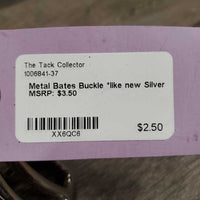 The Tack Collector
1006841-37
Metal Bates Buckle *like new Silver
MSRP: $3.50
XX6QC6
$2.50